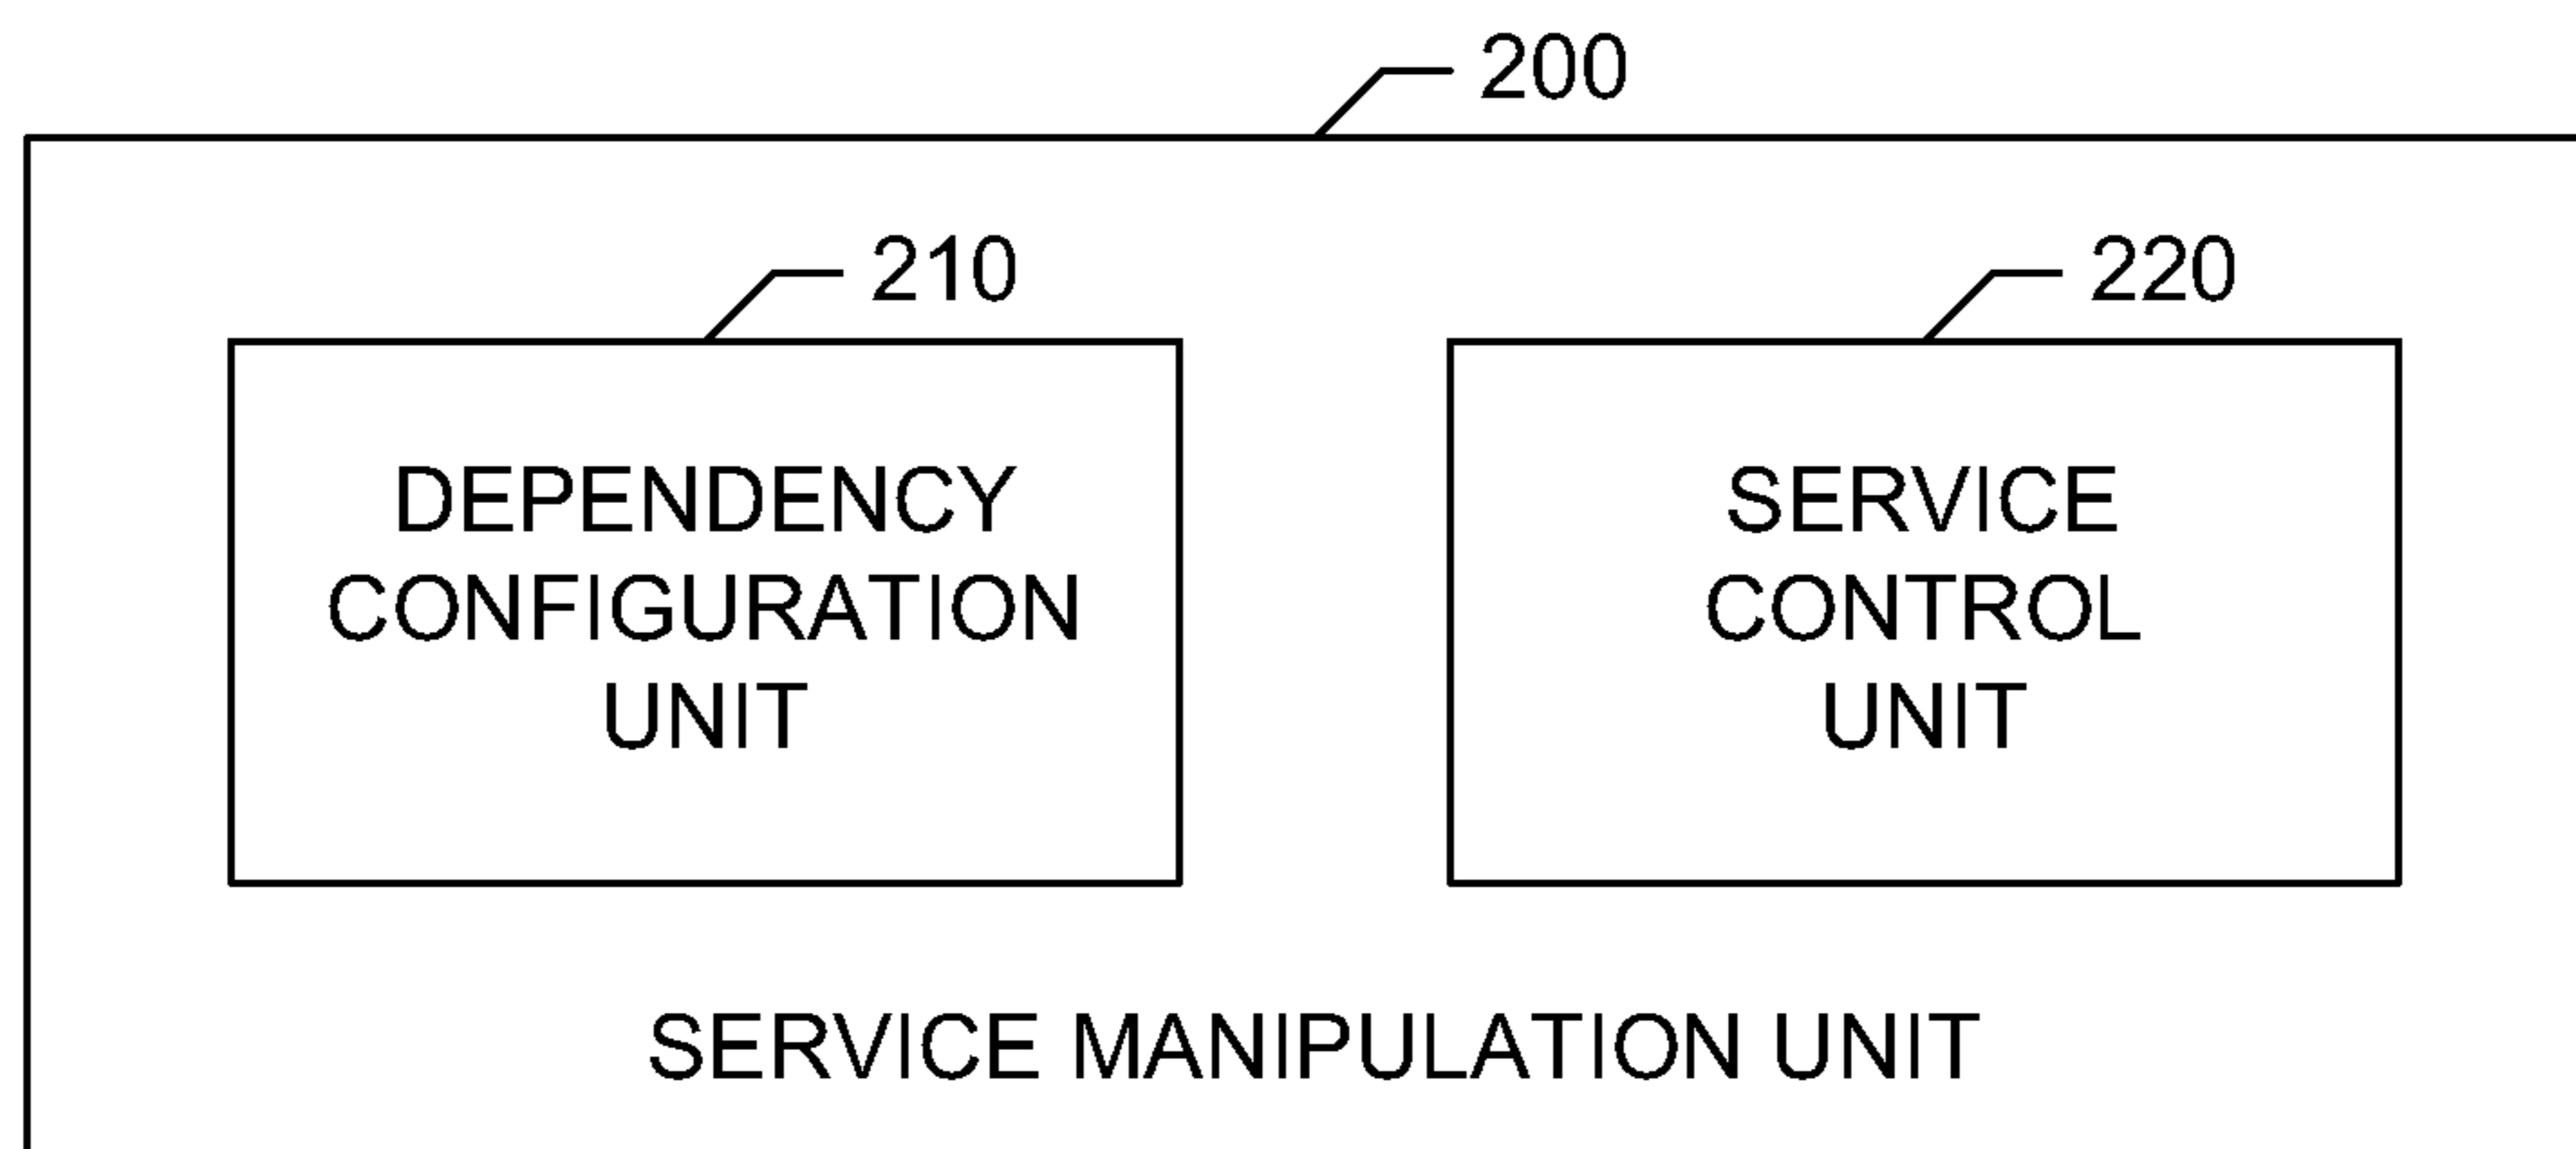 200
210
220
DEPENDENCY
CONFIGURATION
UNIT
SERVICE
CONTROL
UNIT
SERVICE MANIPULATION UNIT